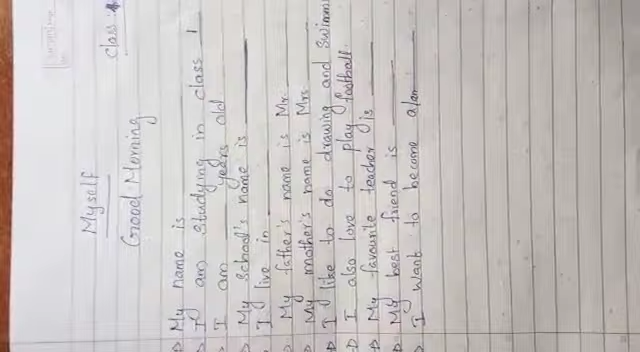 Class :
Myself
Good Morning
My name is
I am studying in class 1
I am years old
My school's name is
I live in
My father's name is Mr.
My mother's name is Mrs.
I like to do drawing and Swimmi
I also love to play football.
My favourite teacher is
My best friend is
I want to become a/an